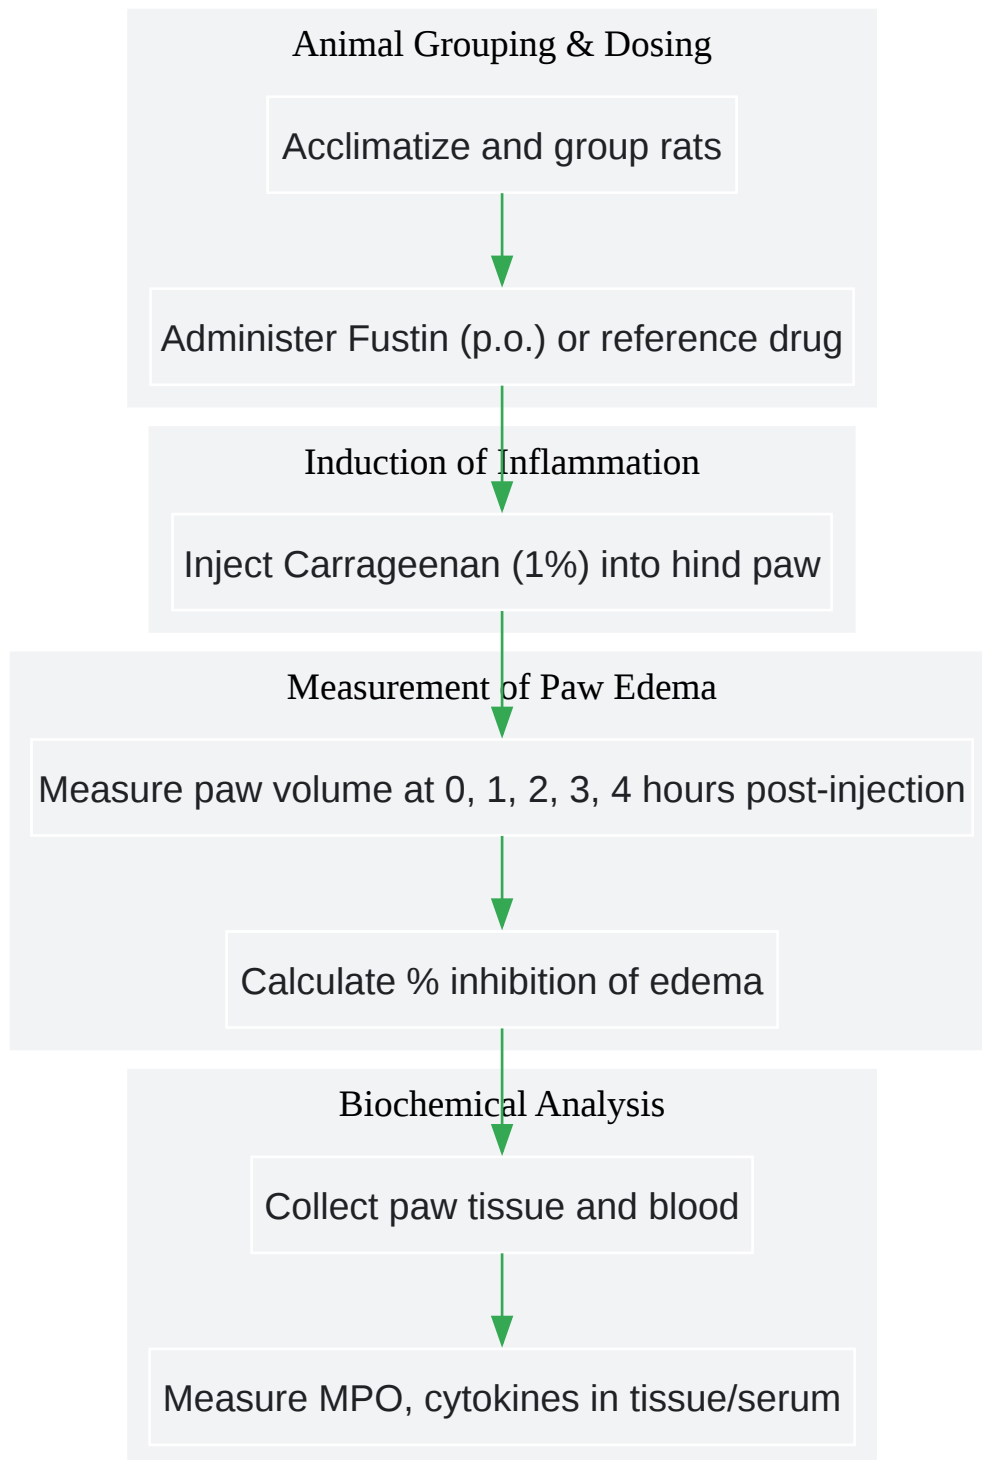 Animal Grouping & Dosing
Acclimatize and group rats
Administer Fustin (p.o.) or reference drug
Induction of Inflammation
Inject Carrageenan (1%) into hind paw
Measurement of Paw Edema
Measure paw volume at 0, 1, 2, 3, 4 hours post-injection
Calculate % inhibition of edema
Biochemical Analysis
Collect paw tissue and blood
Measure MPO, cytokines in tissue/serum